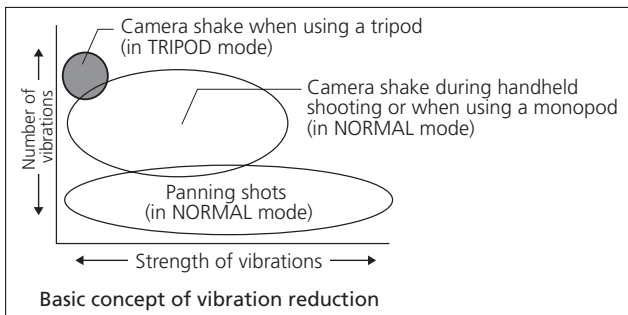 Camera shake when using a tripod
(in TRIPOD mode)
Camera shake during handheld
shooting or when using a monopod
(in NORMAL mode)
Number of
vibrations
Panning shots
(in NORMAL mode)
Strength of vibrations
Basic concept of vibration reduction